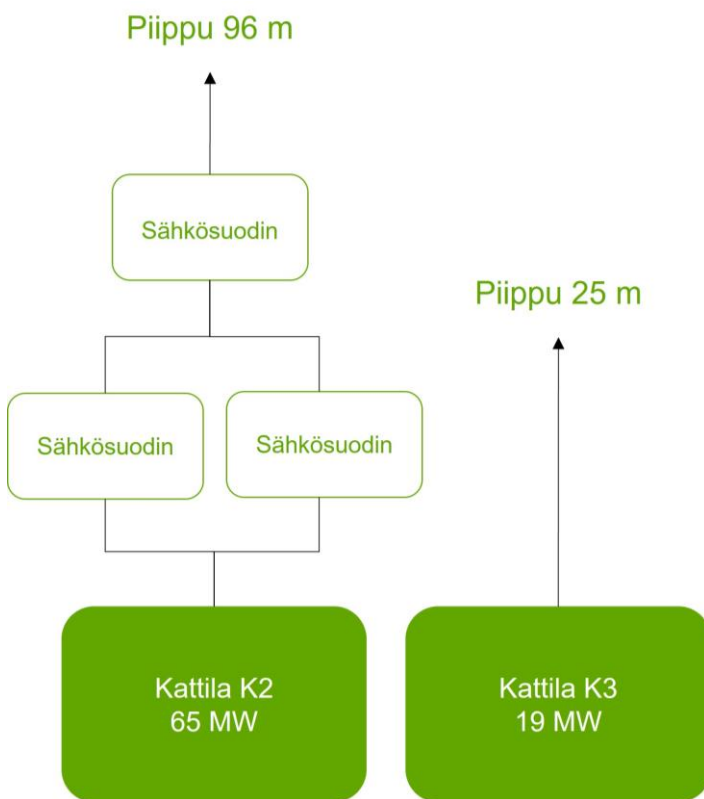 Piippu 96 m
Sähkösuodin
Piippu 25 m
Sähkösuodin
Sähkösuodin
Kattila K2
65 MW
Kattila K3
19 MW